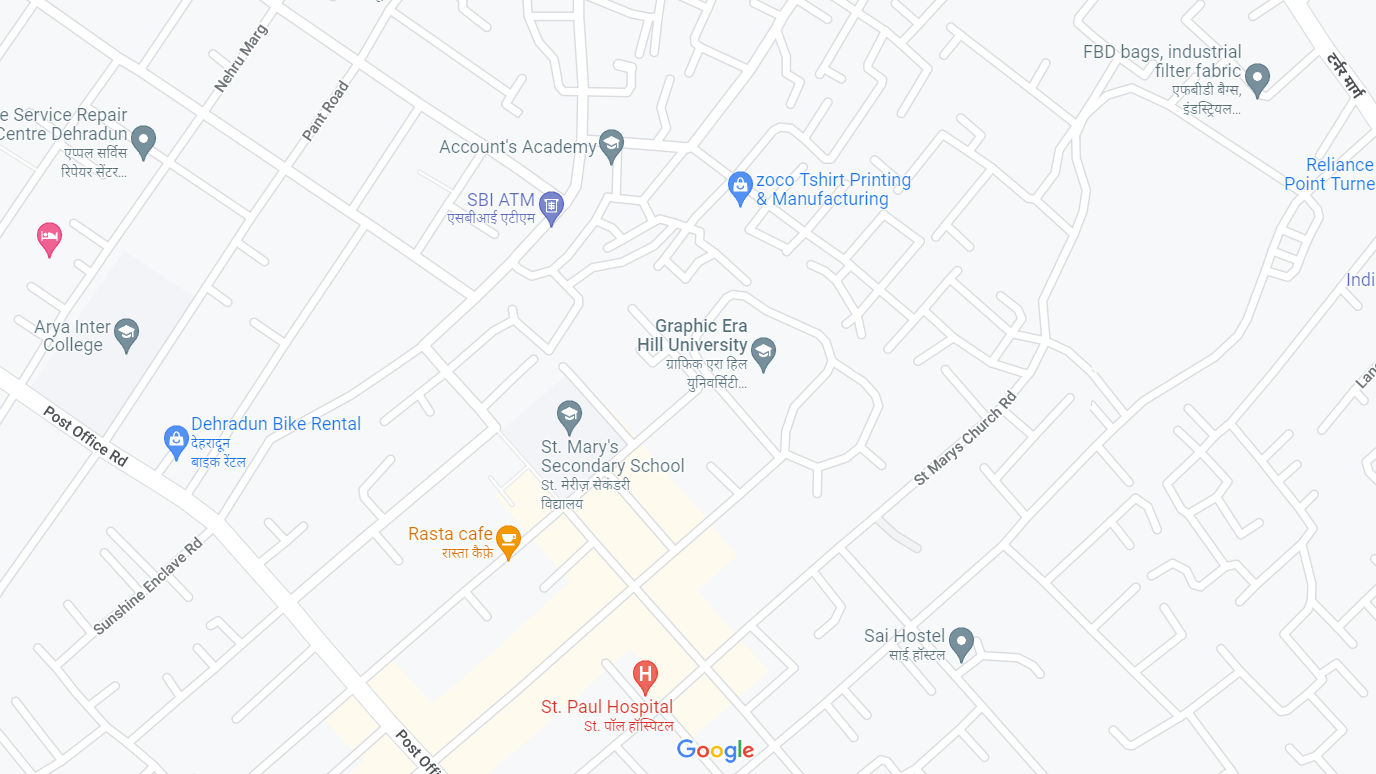 Nehru Marg
Pant Road
FBD bags, industrial
filter fabric
एफबीडी बैग्स,
इंडस्ट्रियल...
टर्नर मार्ग
e Service Repair
Centre Dehradun
एप्पल सर्विस
रिपेयर सेंटर...
Account's Academy
SBI ATM
एसबीआई एटीएम
zoco Tshirt Printing
& Manufacturing
Reliance
Point Turne
Indi
Arya Inter
College
Graphic Era
Hill University
ग्राफिक एरा हिल
युनिवर्सिटी...
Lan
Post Office Rd
Dehradun Bike Rental
देहरादून
बाइक रेंटल
St. Mary's
Secondary School
St. मेरीज़ सेकेंडरी
विद्यालय
St Marys Church Rd
Rasta cafe
रास्ता कैफ़े
Sunshine Enclave Rd
Sai Hostel
साई हॉस्टल
St. Paul Hospital
St. पॉल हॉस्पिटल
Post Offi
Google